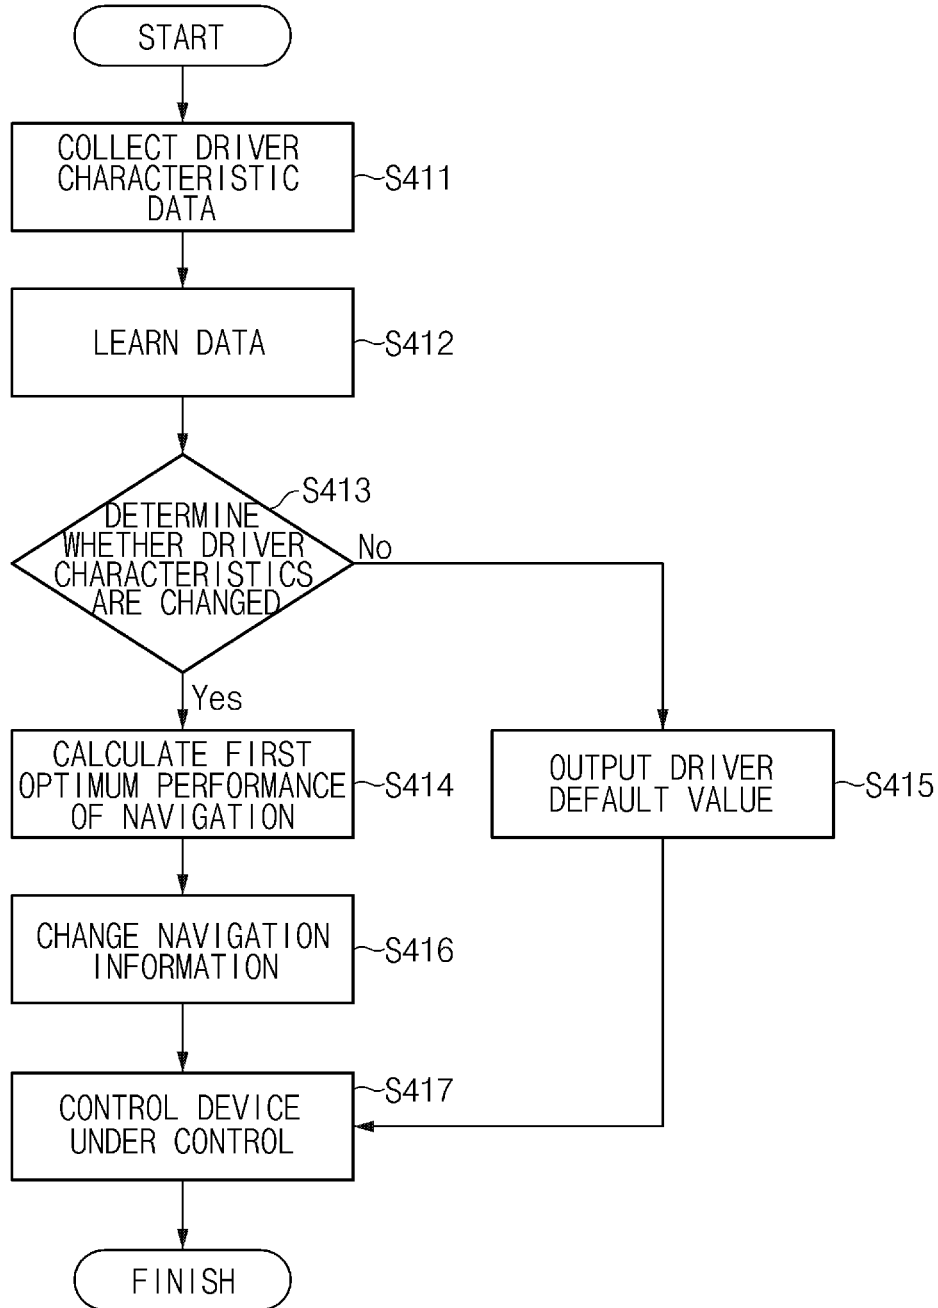 START
COLLECT DRIVER
CHARACTERISTIC
DATA
S411
LEARN DATA
S412
S413
DETERMINE
WHETHER DRIVER
CHARACTERISTICS
ARE CHANGED
No
Yes
CALCULATE FIRST
OPTIMUM PERFORMANCE
OF NAVIGATION
S414
OUTPUT DRIVER
DEFAULT VALUE
S415
CHANGE NAVIGATION
INFORMATION
S416
CONTROL DEVICE
UNDER CONTROL
S417
FINISH